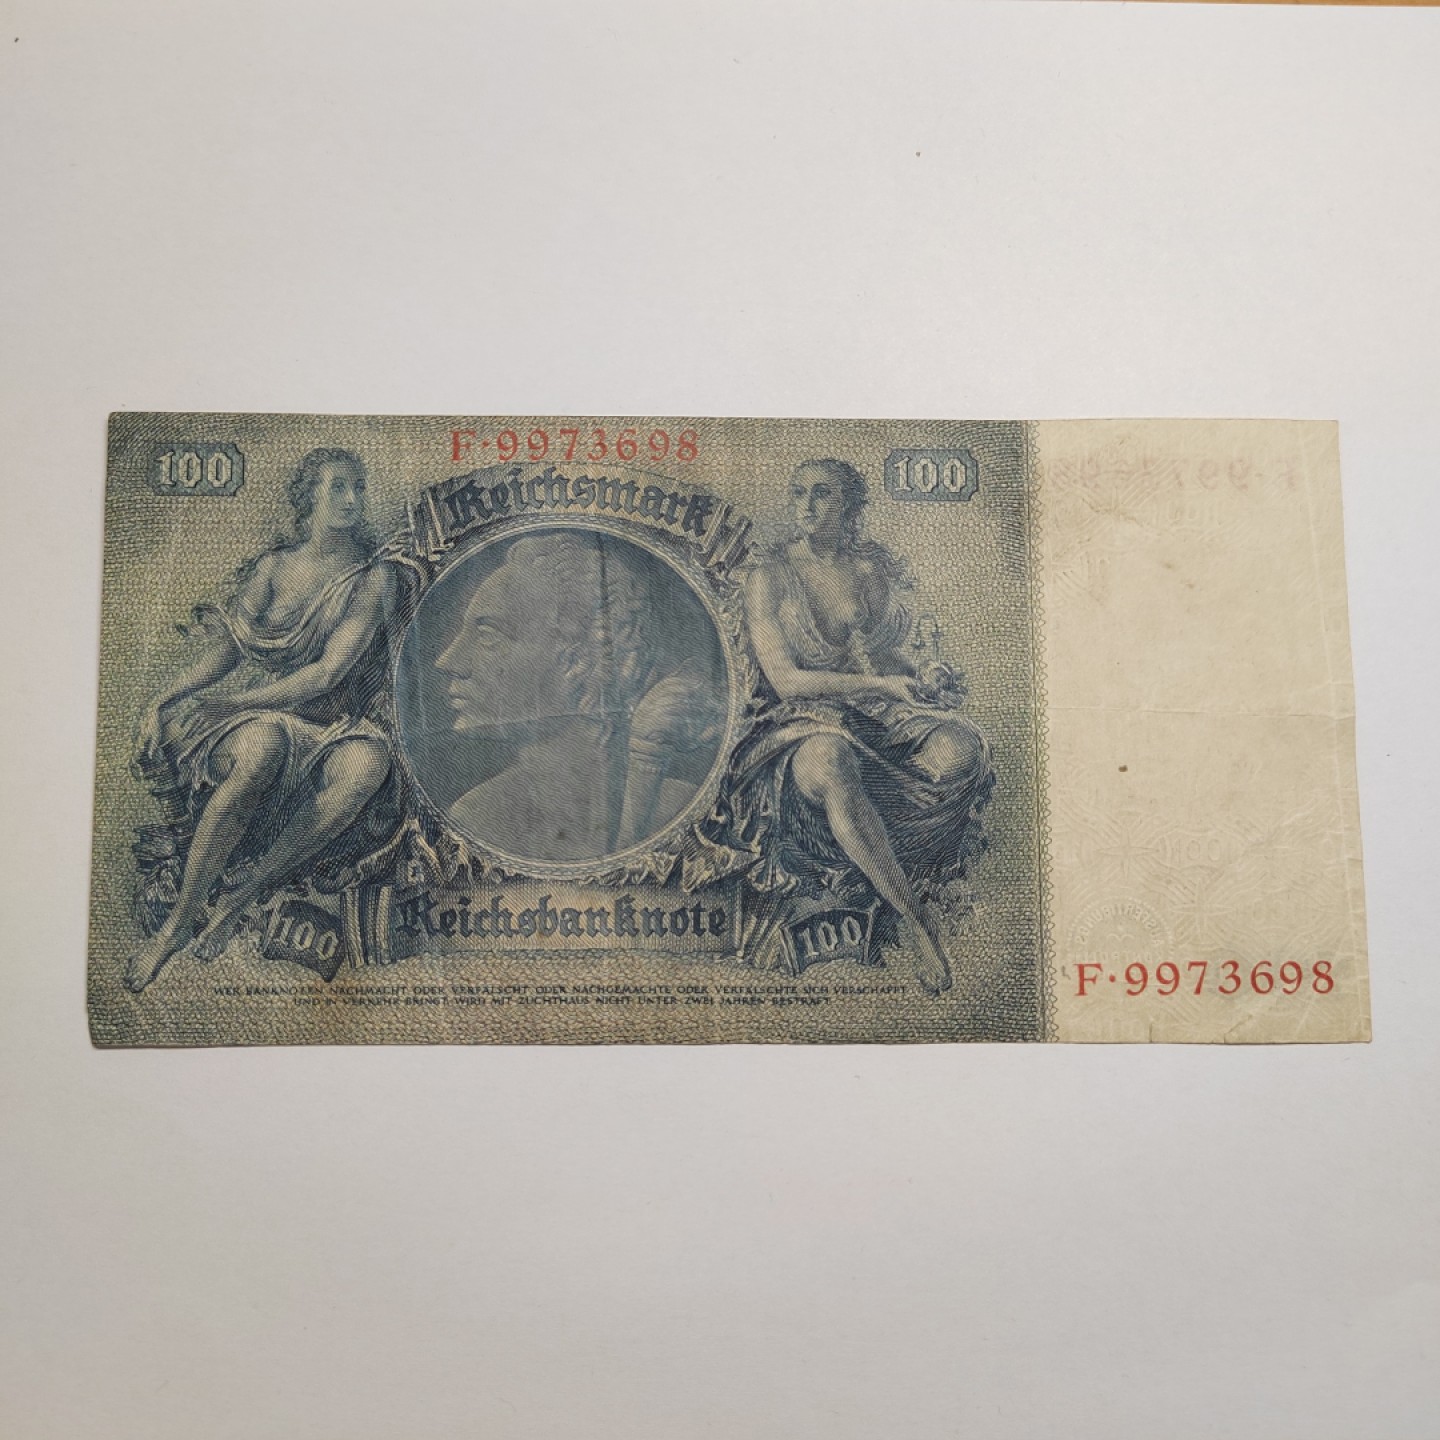 F·9973698
100
100
Reichsmark
Reichsbanknote
100
100
WER BANKNOTEN NACHMACHT ODER VERFÄLSCHT ODER NACHGEMACHTE ODER VERFÄLSCHTE SICH VERSCHAFFT
UND IN VERKEHR BRINGT WIRD MIT ZUCHTHAUS NICHT UNTER ZWEI JAHREN BESTRAFT
F·9973698